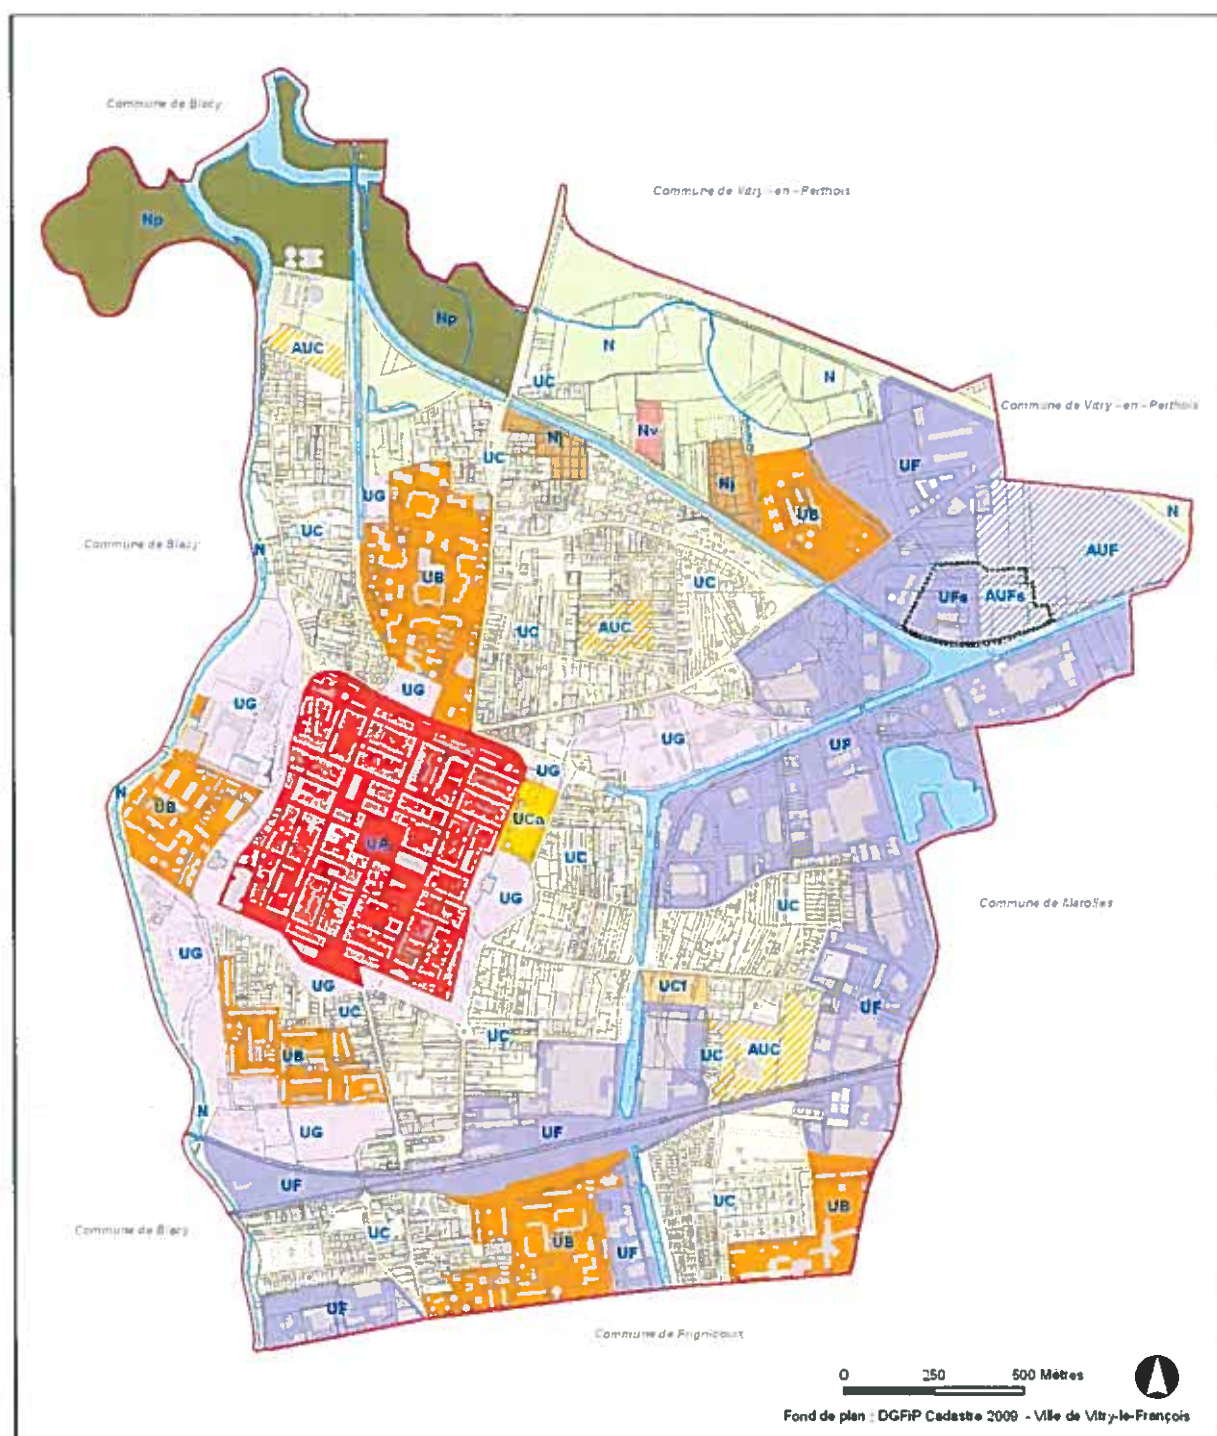 Commune de Blacy
Commune de Vitry-en-Perthois
Np
Np
N
AUC
UC
N
Commune de Vitry-en-Perthois
Nv
Nj
UC
UF
Nj
UG
N
UB
UC
Commune de Blacy
N
AUF
UB
UC
UFs
AUFs
UC
AUC
UG
UG
UG
UF
UG
N
UB
UCa
UA
UC
UG
UC
Commune de Marolles
UG
UG
UC1
UC
UF
UC
UB
UC
AUC
N
UG
UF
UF
UC
UB
Commune de Blacy
UC
UB
UF
UF
Commune de Frignicourt
0 250 500 Mètres
Fond de plan : DGFiP Cadastre 2009 - Ville de Vitry-le-François